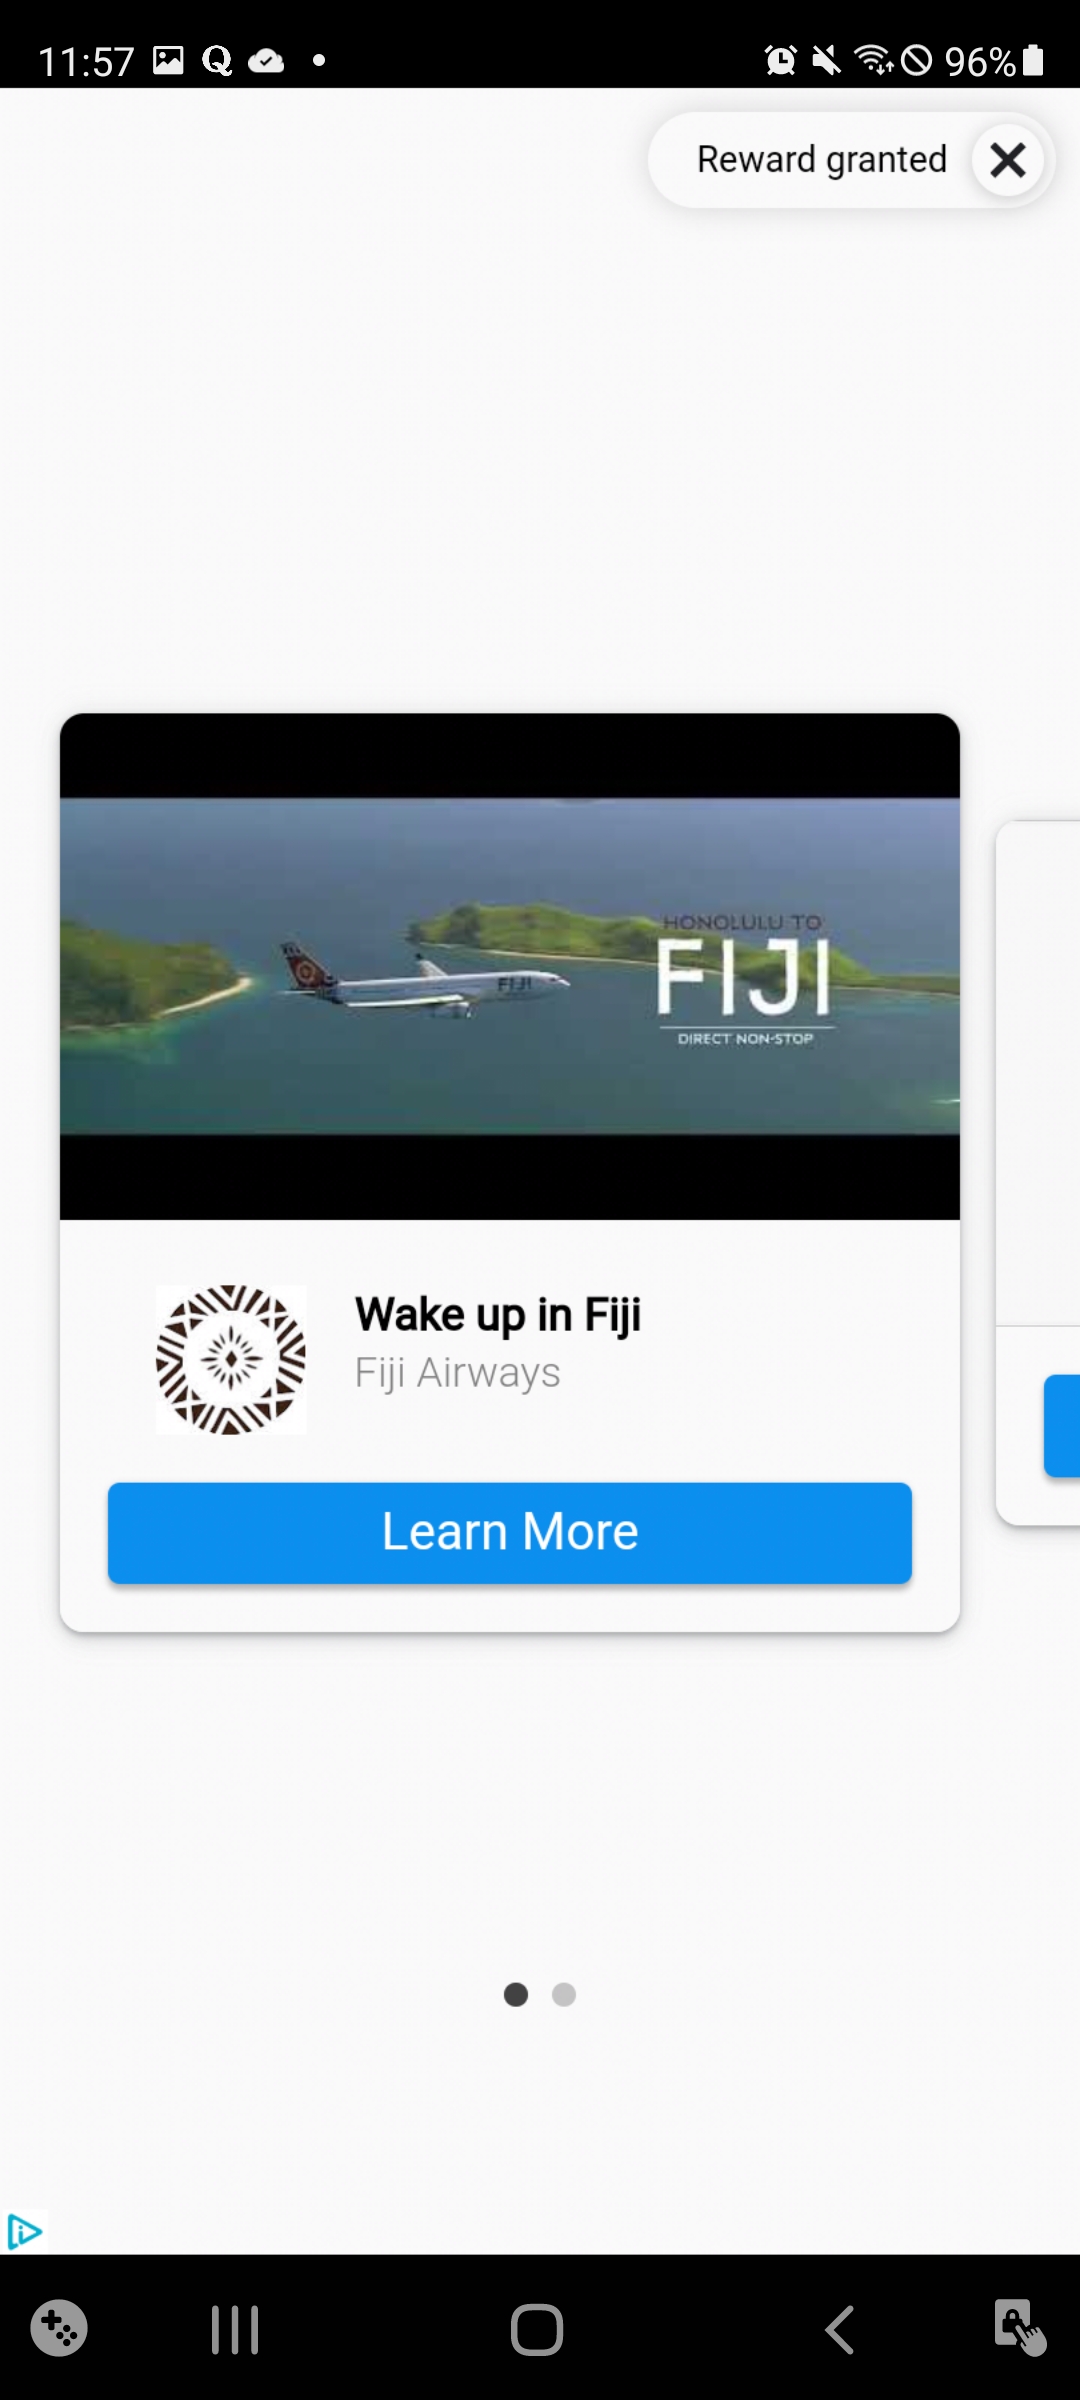 11:57
96%
Reward granted
HONOLULU TO
FIJI
DIRECT NON-STOP
FIJI
Wake up in Fiji
Fiji Airways
Learn More